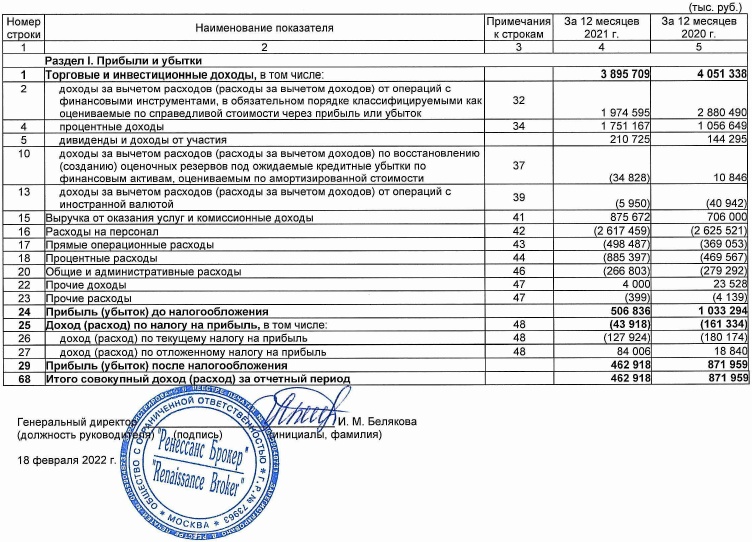 (тыс. руб.)
Номер строки Наименование показателя Примечания к строкам За 12 месяцев 2021 г. За 12 месяцев 2020 г.
1 2 3 4 5
Раздел I. Прибыли и убытки
1 Торговые и инвестиционные доходы, в том числе: 3 895 709 4 051 338
2 доходы за вычетом расходов (расходы за вычетом доходов) от операций с
финансовыми инструментами, в обязательном порядке классифицируемыми как 32
оцениваемые по справедливой стоимости через прибыль или убыток 1 974 595 2 880 490
4 процентные доходы 34 1 751 167 1 056 649
5 дивиденды и доходы от участия 210 725 144 295
10 доходы за вычетом расходов (расходы за вычетом доходов) по восстановлению
(созданию) оценочных резервов под ожидаемые кредитные убытки по 37
финансовым активам, оцениваемым по амортизированной стоимости (34 828) 10 846
13 доходы за вычетом расходов (расходы за вычетом доходов) от операций с 39
иностранной валютой (5 950) (40 942)
15 Выручка от оказания услуг и комиссионные доходы 41 875 672 706 000
16 Расходы на персонал 42 (2 617 459) (2 625 521)
17 Прямые операционные расходы 43 (498 487) (369 053)
18 Процентные расходы 44 (885 397) (469 567)
20 Общие и административные расходы 46 (266 803) (279 292)
22 Прочие доходы 47 4 000 23 528
23 Прочие расходы 47 (399) (4 139)
24 Прибыль (убыток) до налогообложения 506 836 1 033 294
25 Доход (расход) по налогу на прибыль, в том числе: 48 (43 918) (161 334)
26 доход (расход) по текущему налогу на прибыль 48 (127 924) (180 174)
27 доход (расход) по отложенному налогу на прибыль 48 84 006 18 840
29 Прибыль (убыток) после налогообложения 462 918 871 959
68 Итого совокупный доход (расход) за отчетный период 462 918 871 959
Генеральный директор И. М. Белякова
(должность руководителя) (подпись) (инициалы, фамилия)
18 февраля 2022 г.
ОБЩЕСТВО С ОГРАНИЧЕННОЙ ОТВЕТСТВЕННОСТЬЮ * Г.Р. № 73963
"Ренессанс Брокер"
"Renaissance Broker"
* МОСКВА *